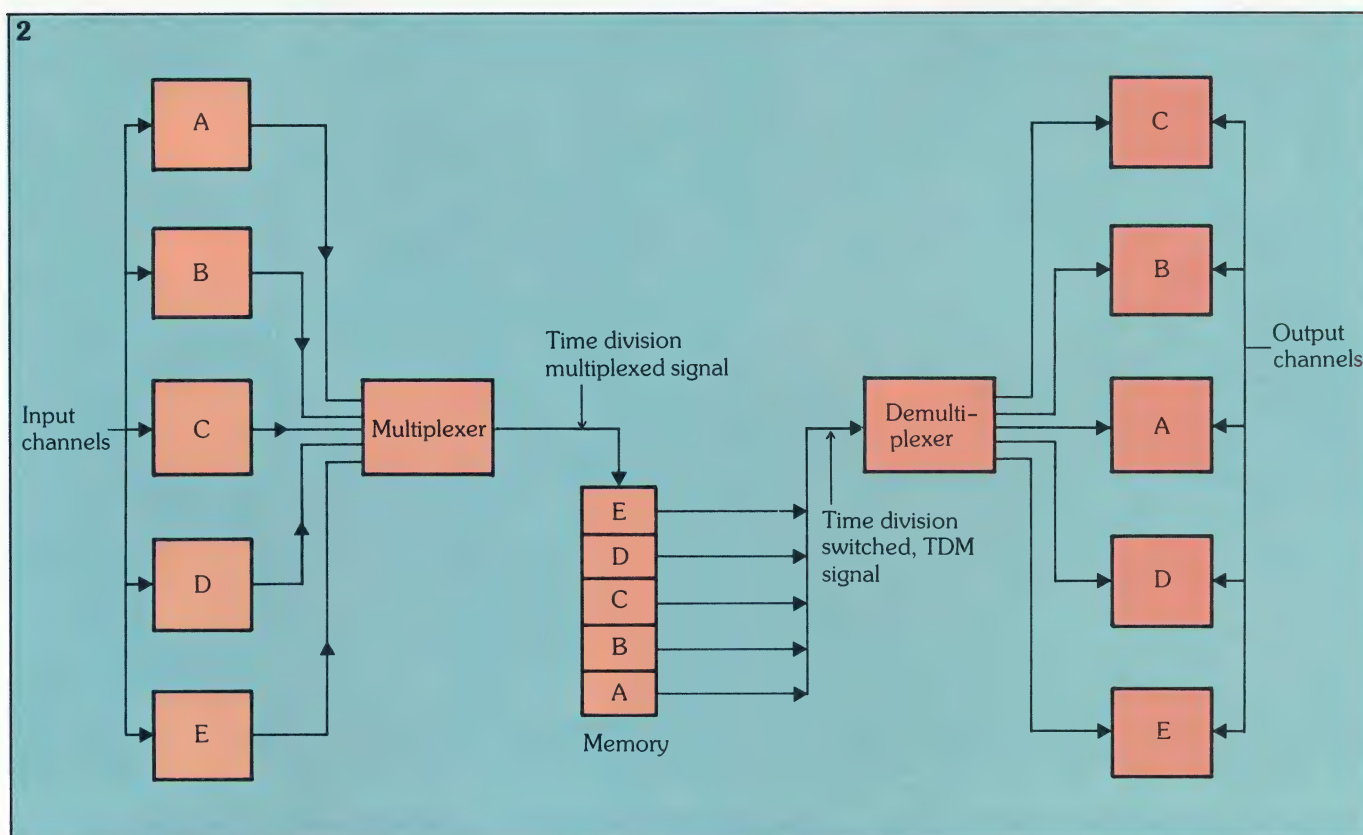 2
A
B
C
D
E
Input
channels
Multiplexer
Time division
multiplexed signal
E
D
C
B
A
Memory
Time division
switched, TDM
signal
Demulti-
plexer
C
B
A
D
E
Output
channels